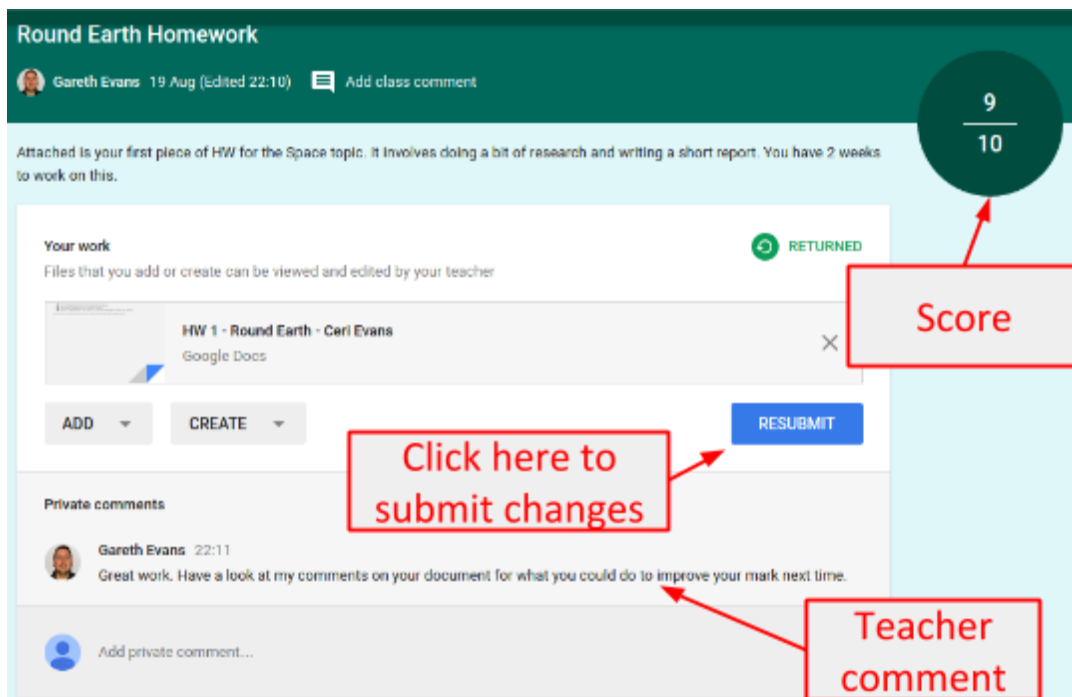 Round Earth Homework
Gareth Evans 19 Aug (Edited 22:10) Add class comment
9
10
Attached is your first piece of HW for the Space topic. It involves doing a bit of research and writing a short report. You have 2 weeks
to work on this.
Your work
RETURNED
Files that you add or create can be viewed and edited by your teacher
Score
HW 1 - Round Earth - Ceri Evans
Google Docs
ADD
CREATE
RESUBMIT
Click here to
submit changes
Private comments
Gareth Evans 22:11
Great work. Have a look at my comments on your document for what you could do to improve your mark next time.
Teacher
comment
Add private comment...